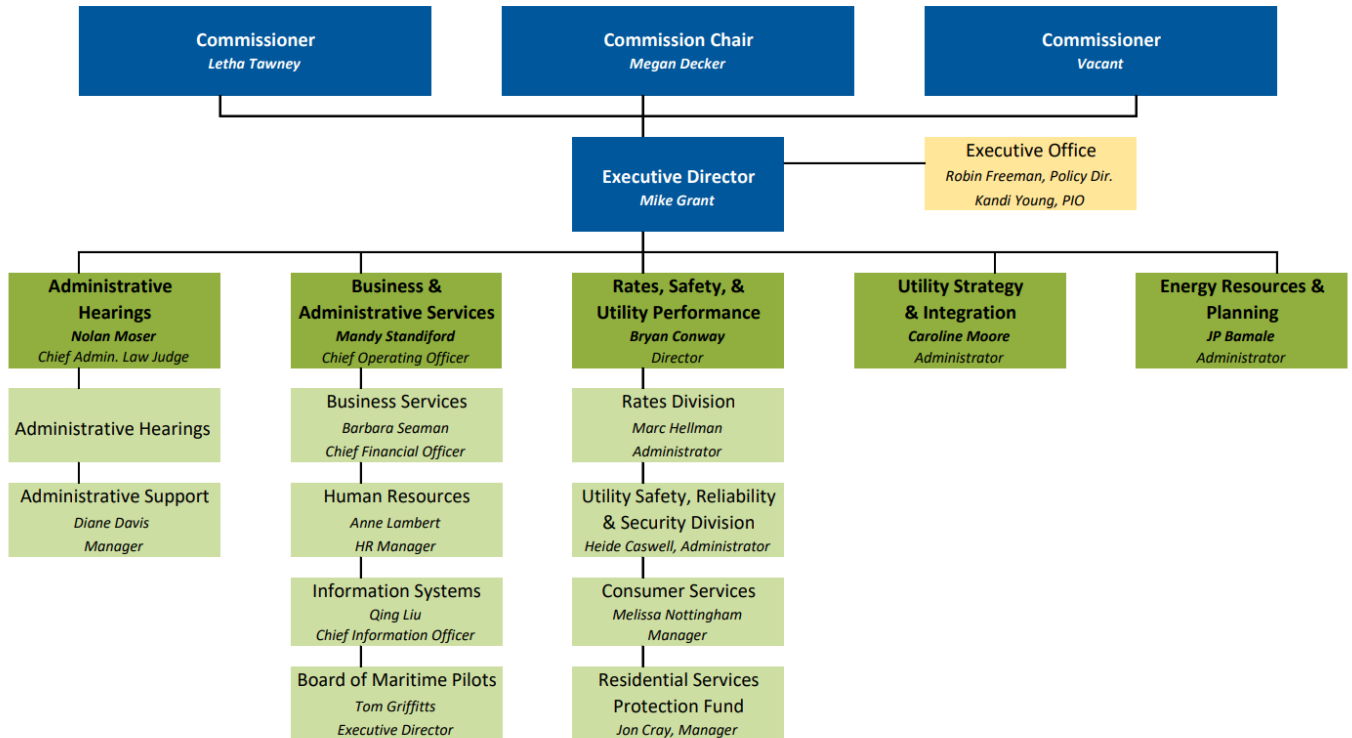 Commissioner
Letha Tawney
Commission Chair
Megan Decker
Commissioner
Vacant
Executive Director
Mike Grant
Executive Office
Robin Freeman, Policy Dir.
Kandi Young, PIO
Administrative
Hearings
Nolan Moser
Chief Admin. Law Judge
Business &
Administrative Services
Mandy Standiford
Chief Operating Officer
Rates, Safety, &
Utility Performance
Bryan Conway
Director
Utility Strategy
& Integration
Caroline Moore
Administrator
Energy Resources &
Planning
JP Bamale
Administrator
Administrative Hearings
Administrative Support
Diane Davis
Manager
Business Services
Barbara Seaman
Chief Financial Officer
Human Resources
Anne Lambert
HR Manager
Information Systems
Qing Liu
Chief Information Officer
Board of Maritime Pilots
Tom Griffitts
Executive Director
Rates Division
Marc Hellman
Administrator
Utility Safety, Reliability
& Security Division
Heide Caswell, Administrator
Consumer Services
Melissa Nottingham
Manager
Residential Services
Protection Fund
Jon Cray, Manager